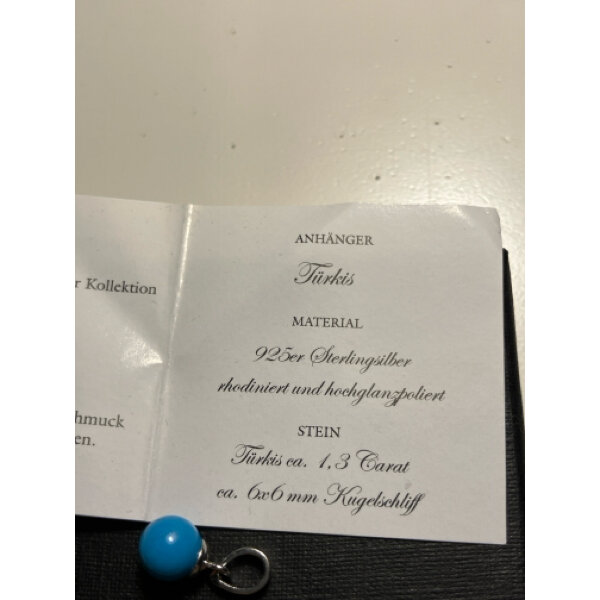 r Kollektion
hmuck
en.
ANHÄNGER
Türkis
MATERIAL
925er Sterlingsilber
rhodiniert und hochglanzpoliert
STEIN
Türkis ca. 1,3 Carat
ca. 6x6 mm Kugelschliff